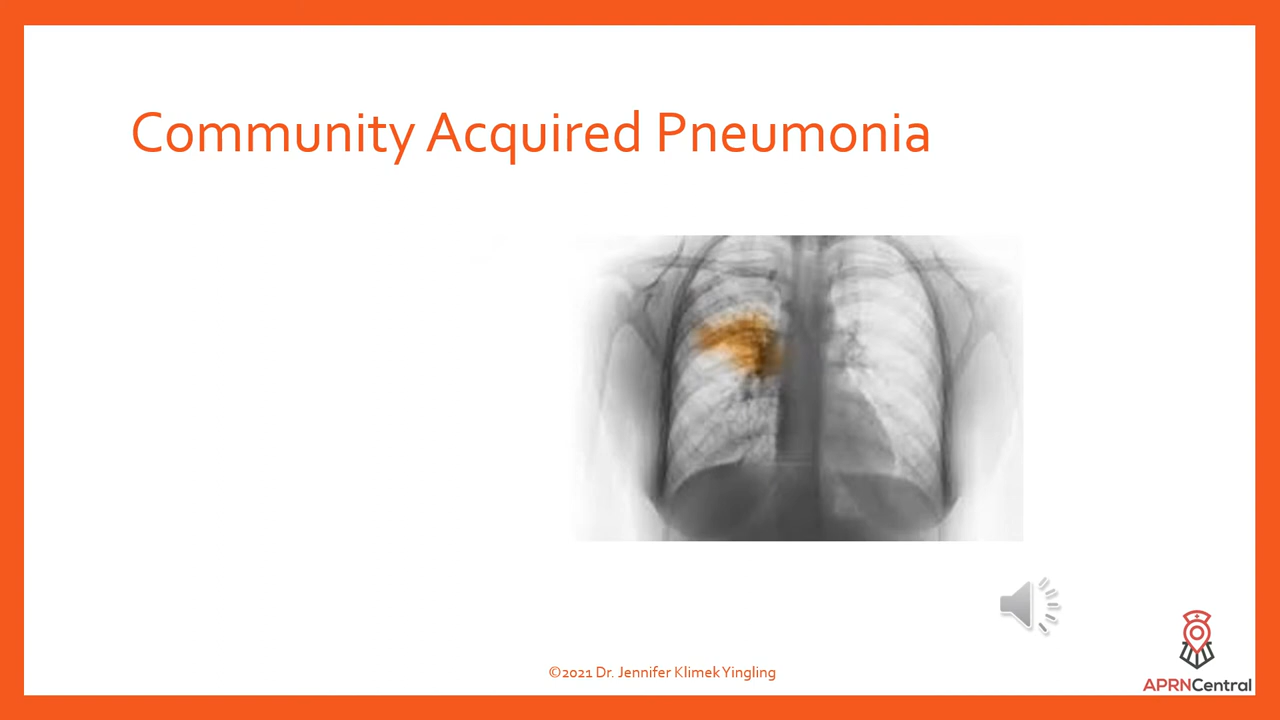 Community Acquired Pneumonia
©2021 Dr. Jennifer Klimek Yingling
APRNCentral